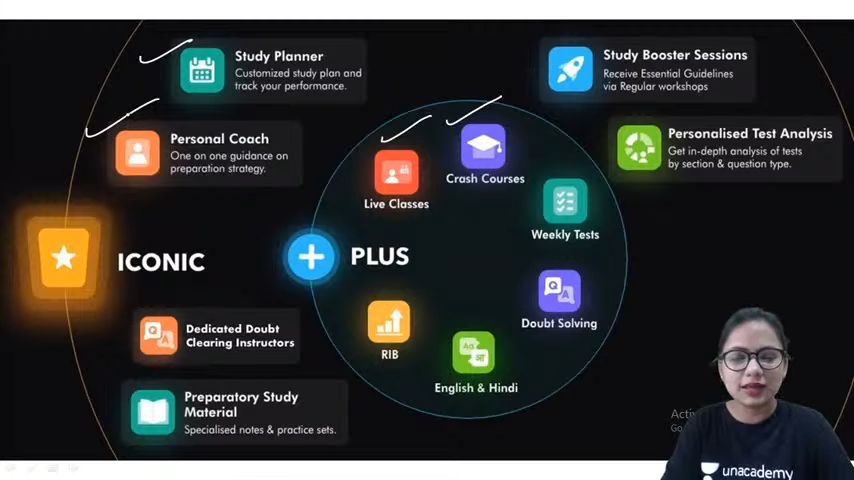 Study Planner
Customized study plan and
track your performance.
Study Booster Sessions
Receive Essential Guidelines
via Regular workshops
Personal Coach
One on one guidance on
preparation strategy.
Personalised Test Analysis
Get in-depth analysis of tests
by section & question type.
Live Classes
Crash Courses
Weekly Tests
ICONIC
PLUS
Q
A
Doubt Solving
Q
A
Dedicated Doubt
Clearing Instructors
RIB
Aa
अ
English & Hindi
Preparatory Study
Material
Specialised notes & practice sets.
Activ
Go
unacademy